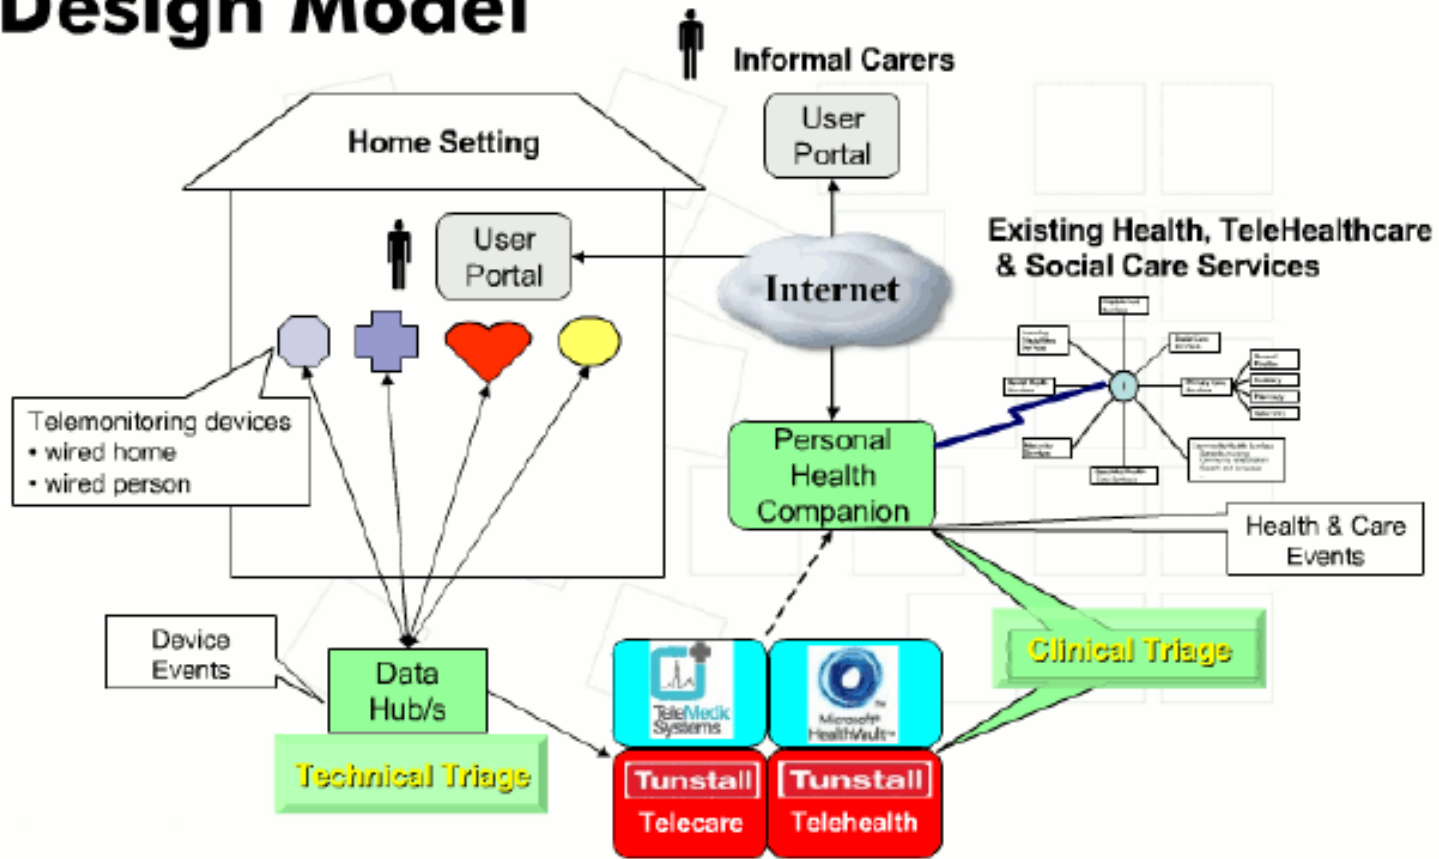 Design Model
Informal Carers
User
Portal
Home Setting
User
Portal
Internet
Existing Health, TeleHealthcare
& Social Care Services
Telemonitoring devices
• wired home
• wired person
Personal
Health
Companion
Health & Care
Events
Device
Events
Data
Hub/s
Technical Triage
Clinical Triage
TeleMedik
Systems
Microsoft®
HealthVault™
Tunstall
Telecare
Tunstall
Telehealth